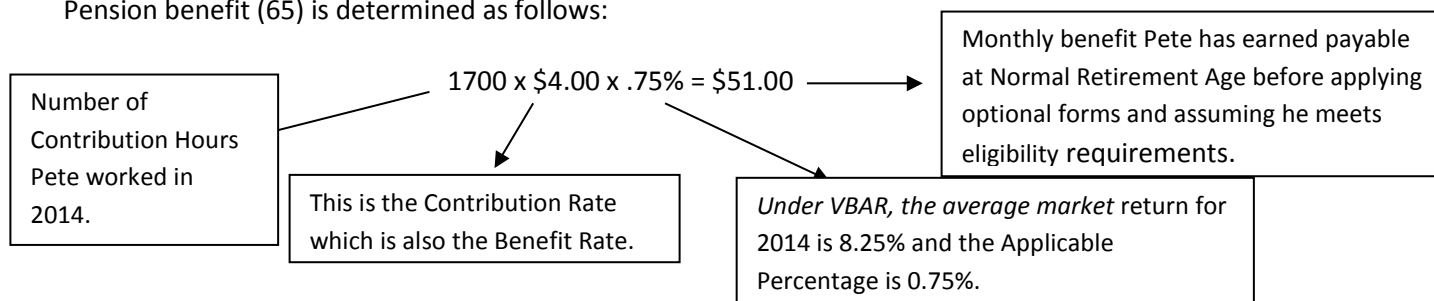 Pension benefit (65) is determined as follows:
1700 x $4.00 x .75% = $51.00
Monthly benefit Pete has earned payable
at Normal Retirement Age before applying
optional forms and assuming he meets
eligibility requirements.
Number of
Contribution Hours
Pete worked in
2014.
This is the Contribution Rate
which is also the Benefit Rate.
Under VBAR, the average market return for
2014 is 8.25% and the Applicable
Percentage is 0.75%.